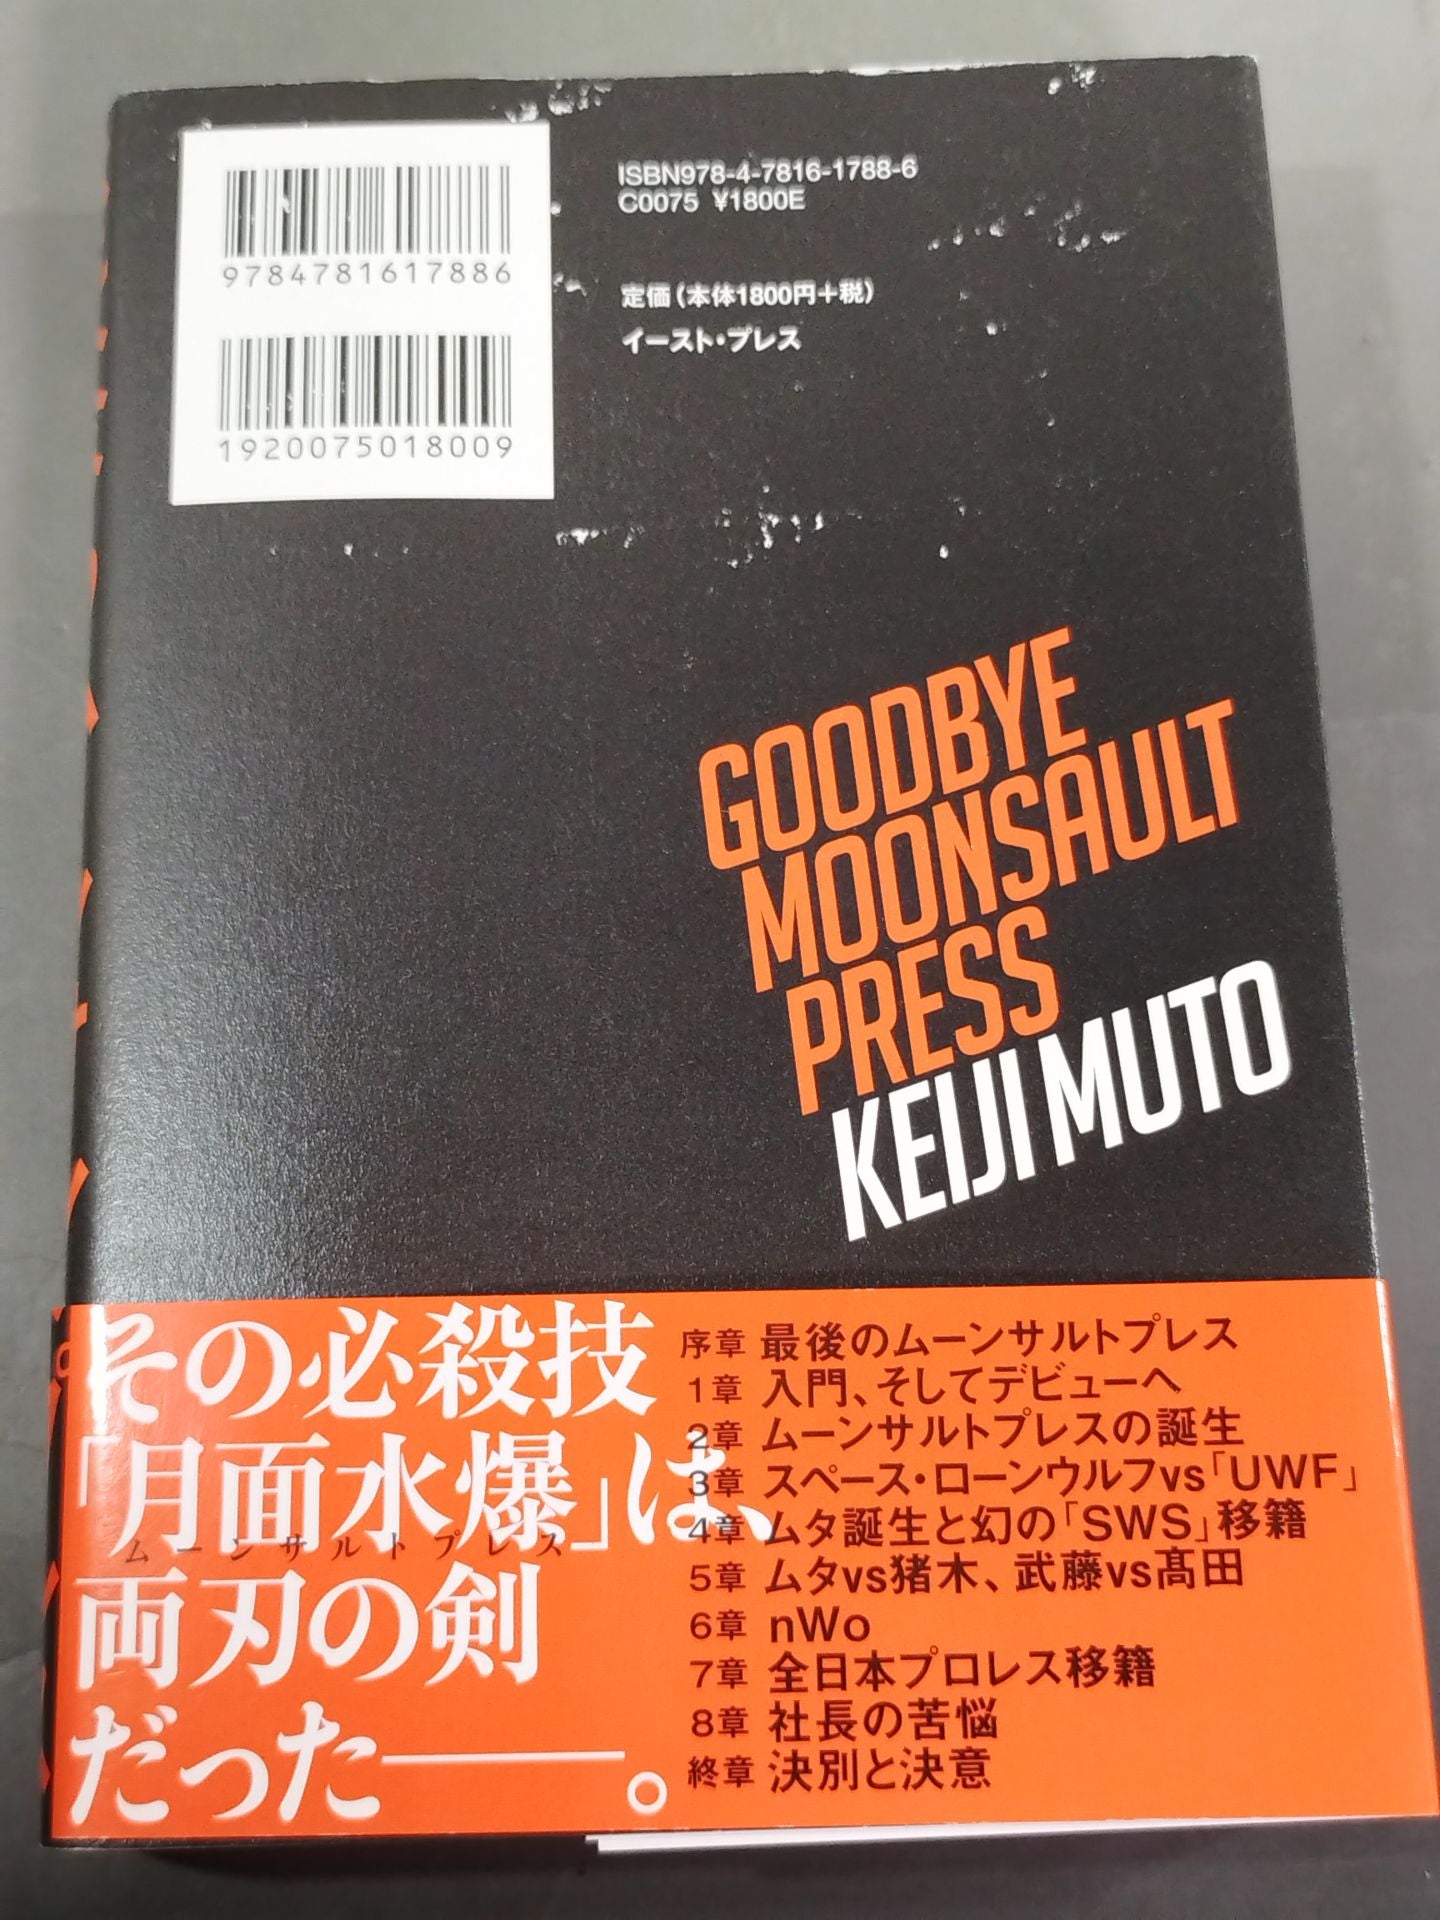 ISBN978-4-7816-1788-6
C0075 ¥1800E
9784781617886
定価(本体1800円+税)
イースト・プレス
1920075018009
GOODBYE
MOONSAULT
PRESS
KEIJI MUTO
その必殺技
「月面水爆」は、
ムーンサルトプレス
両刃の剣
だった――。
序章 最後のムーンサルトプレス
1章 入門、そしてデビューへ
2章 ムーンサルトプレスの誕生
3章 スペース・ローンウルフvs「UWF」
4章 ムタ誕生と幻の「SWS」移籍
5章 ムタvs猪木、武藤vs髙田
6章 nWo
7章 全日本プロレス移籍
8章 社長の苦悩
終章 決別と決意